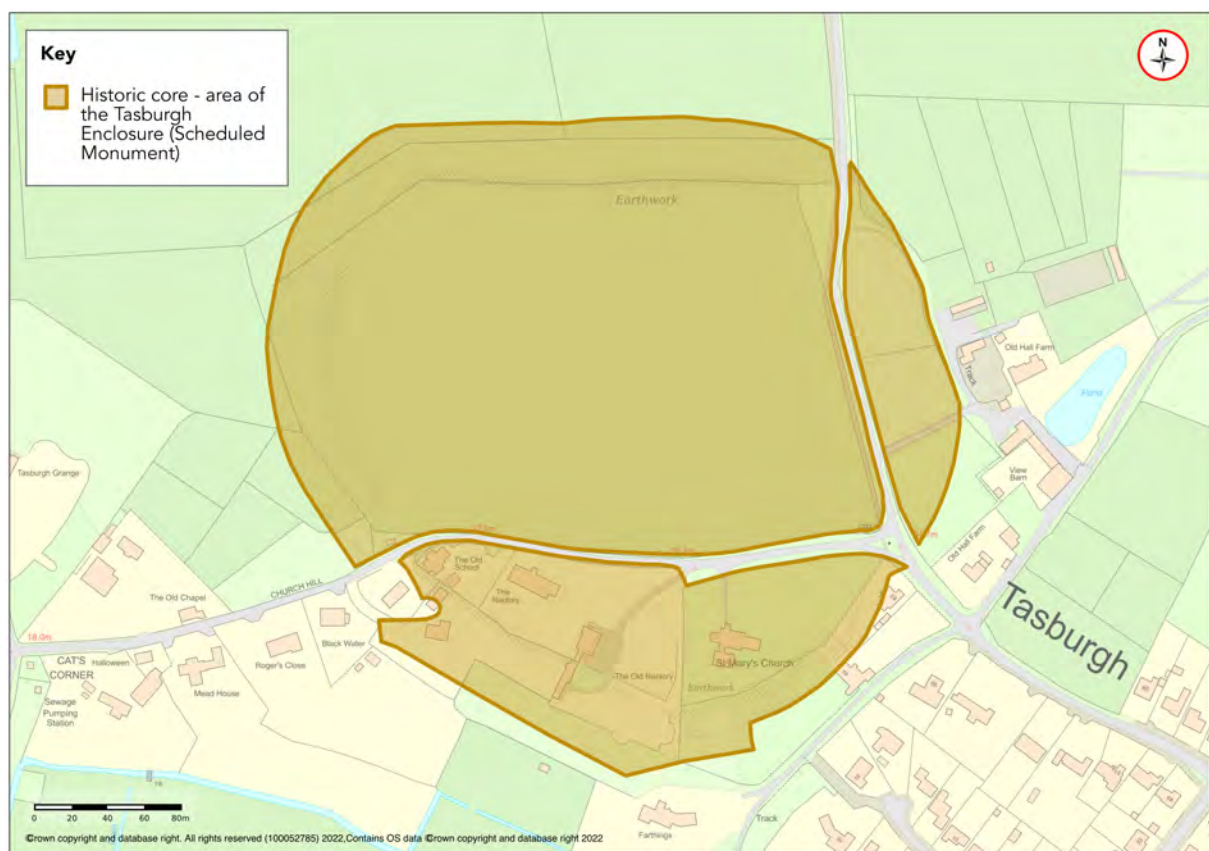 Key
Historic core - area of
the Tasburgh
Enclosure (Scheduled
Monument)
N
Earthwork
Old Hall Farm
Track
Pond
View
Barn
Old Hall Farm
Tasburgh
Tasburgh Grange
The Old Chapel
CHURCH HILL
The Old School
The
Rectory
18.0m
CAT'S
CORNER
Halloween
Black Water
Roger's Close
Mead House
Sewage
Pumping
Station
The Old Rectory
St Mary's Church
Earthwork
Farthings
Track
0 20 40 60 80m
©rown copyright and database right. All rights reserved (100052785) 2022,Contains OS data ©rown copyright and database right 2022